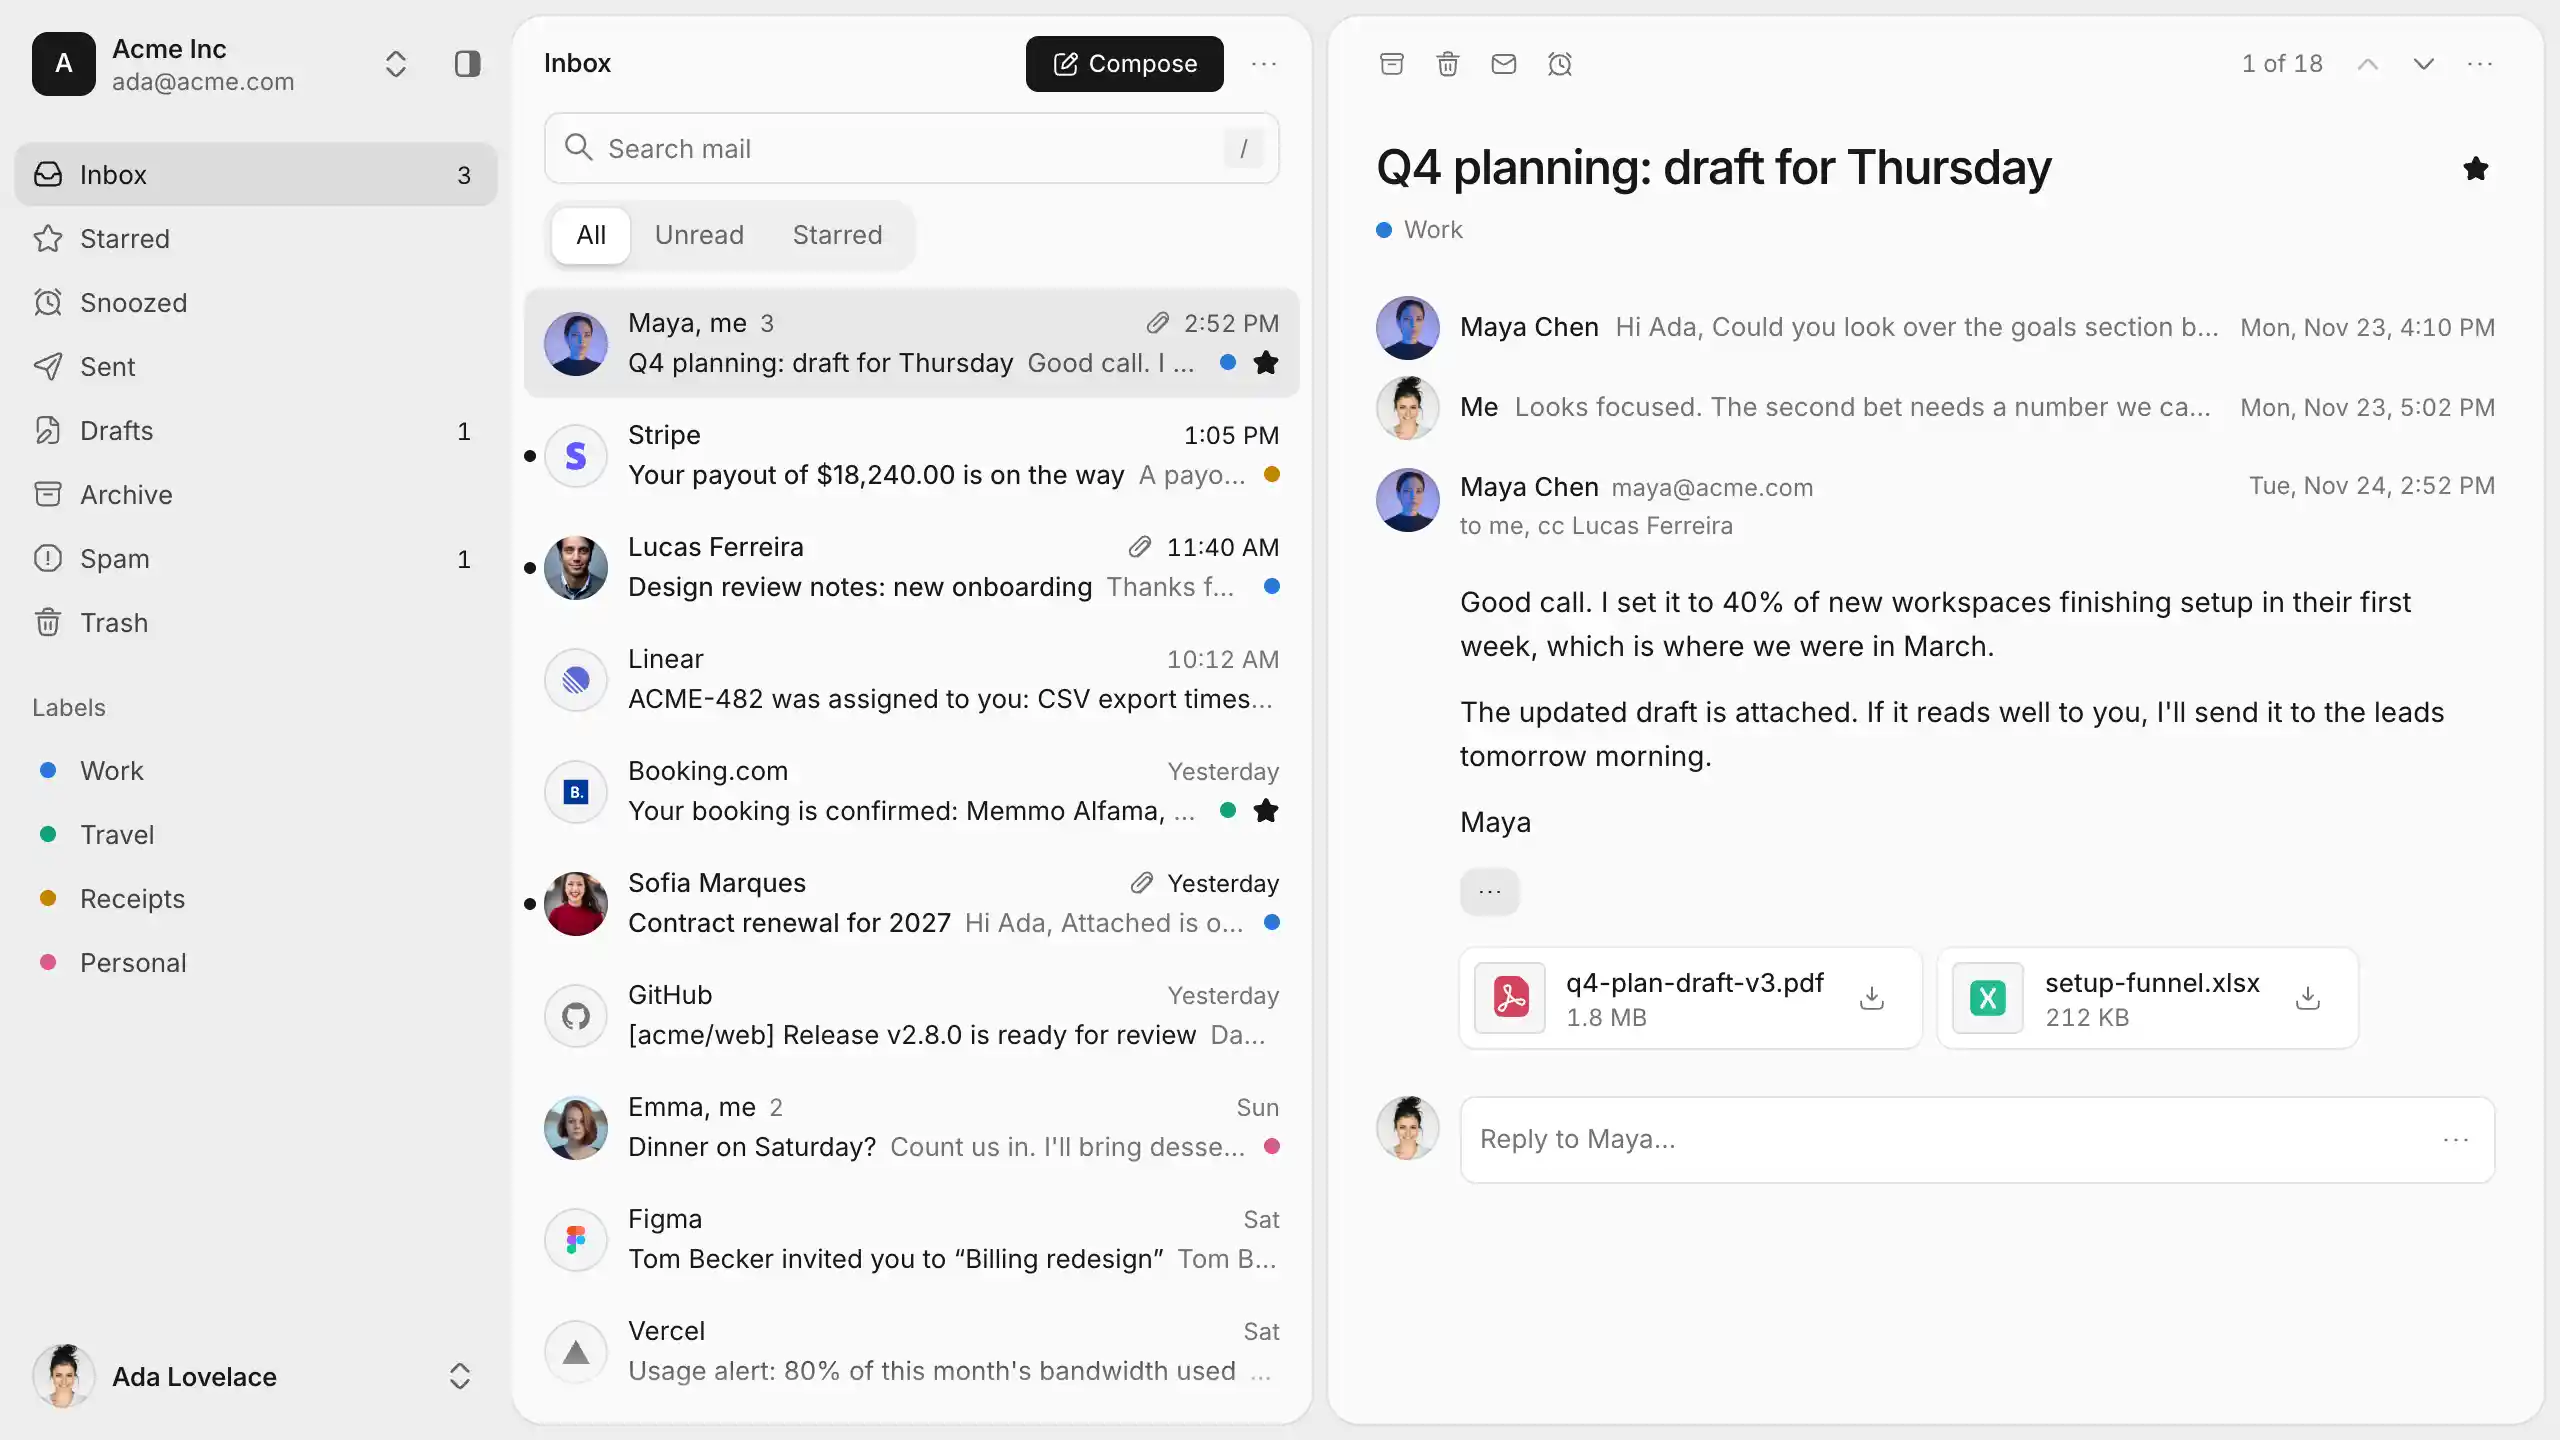 A
Acme Inc
ada@acme.com
Inbox 3
Starred
Snoozed
Sent
Drafts 1
Archive
Spam 1
Trash
Labels
Work
Travel
Receipts
Personal
Ada Lovelace
Inbox
Compose
Search mail /
All Unread Starred
Maya, me 3 2:52 PM
Q4 planning: draft for Thursday Good call. I ...
Stripe 1:05 PM
Your payout of $18,240.00 is on the way A payo...
Lucas Ferreira 11:40 AM
Design review notes: new onboarding Thanks f...
Linear 10:12 AM
ACME-482 was assigned to you: CSV export times...
B.
Booking.com Yesterday
Your booking is confirmed: Memmo Alfama, ...
Sofia Marques Yesterday
Contract renewal for 2027 Hi Ada, Attached is o...
GitHub Yesterday
[acme/web] Release v2.8.0 is ready for review Da...
Emma, me 2 Sun
Dinner on Saturday? Count us in. I'll bring desse...
Figma Sat
Tom Becker invited you to “Billing redesign” Tom B...
Vercel Sat
Usage alert: 80% of this month's bandwidth used ...
1 of 18
Q4 planning: draft for Thursday
Work
Maya Chen Hi Ada, Could you look over the goals section b... Mon, Nov 23, 4:10 PM
Me Looks focused. The second bet needs a number we ca... Mon, Nov 23, 5:02 PM
Maya Chen maya@acme.com Tue, Nov 24, 2:52 PM
to me, cc Lucas Ferreira
Good call. I set it to 40% of new workspaces finishing setup in their first
week, which is where we were in March.
The updated draft is attached. If it reads well to you, I'll send it to the leads
tomorrow morning.
Maya
q4-plan-draft-v3.pdf
1.8 MB
X
setup-funnel.xlsx
212 KB
Reply to Maya...